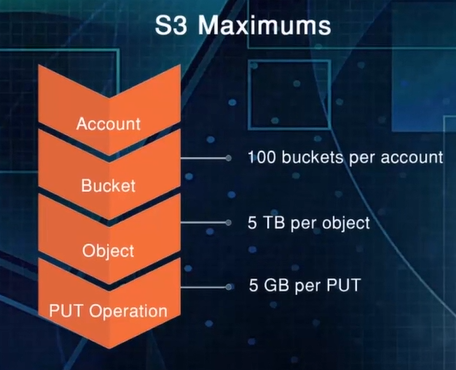 S3 Maximums
Account
100 buckets per account
Bucket
5 TB per object
Object
5 GB per PUT
PUT Operation